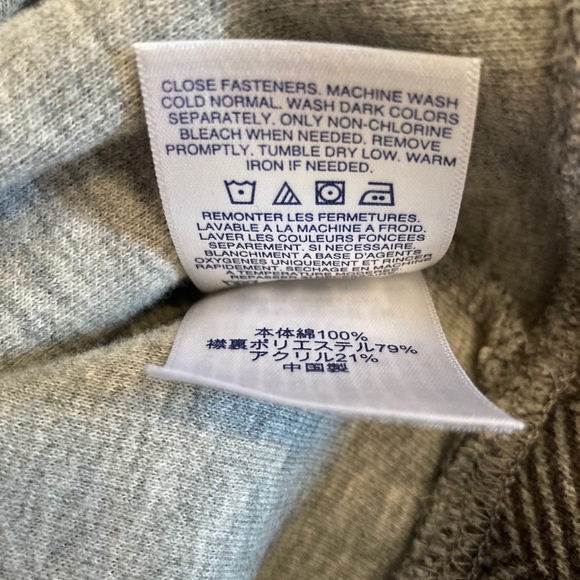 CLOSE FASTENERS. MACHINE WASH
COLD NORMAL. WASH DARK COLORS
SEPARATELY. ONLY NON-CHLORINE
BLEACH WHEN NEEDED. REMOVE
PROMPTLY. TUMBLE DRY LOW. WARM
IRON IF NEEDED.
REMONTER LES FERMETURES.
LAVABLE A LA MACHINE A FROID.
LAVER LES COULEURS FONCEES
SEPAREMENT. SI NECESSAIRE,
BLANCHIMENT A BASE D'AGENTS
OXYGENES UNIQUEMENT ET RINCER
RAPIDEMENT. SECHAGE EN MACHINE
A TEMPERATURE MODEREE.
本体綿100%
襟裏ポリエステル79%
アクリル21%
中国製